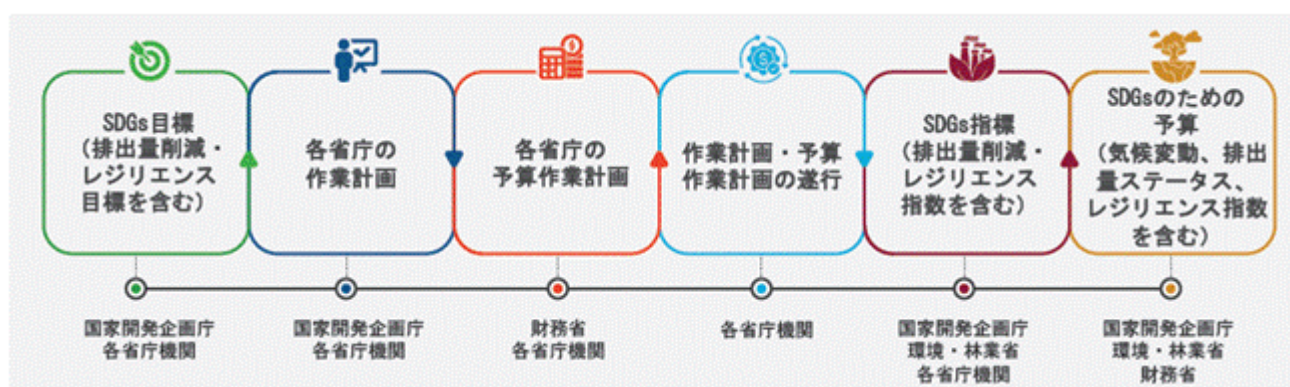 SDGs目標
(排出量削減・
レジリエンス
目標を含む)
各省庁の
作業計画
各省庁の
予算作業計画
作業計画・予算
作業計画の遂行
SDGs指標
(排出量削減・
レジリエンス
指数を含む)
SDGsのための
予算
(気候変動、排出
量ステータス、
レジリエンス指数
を含む)
国家開発企画庁
各省庁機関
国家開発企画庁
各省庁機関
財務省
各省庁機関
各省庁機関
国家開発企画庁
環境・林業省
各省庁機関
国家開発企画庁
環境・林業省
財務省